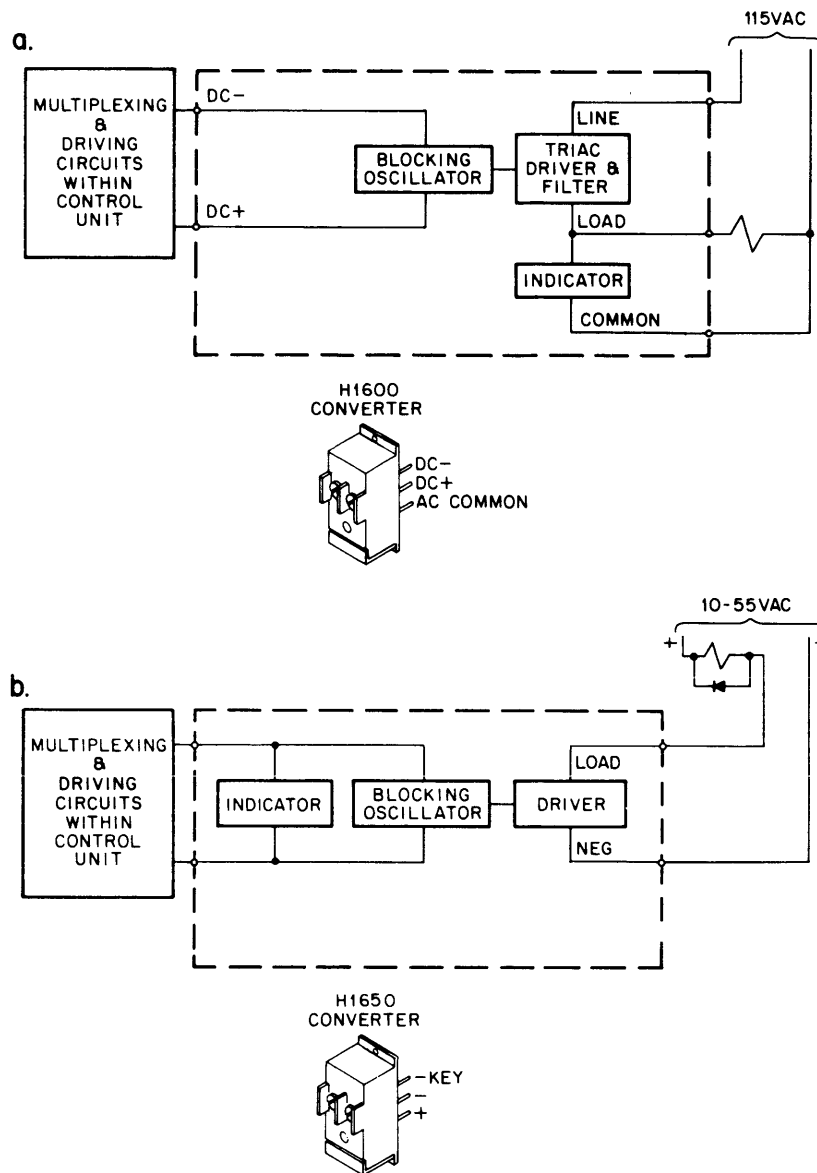 a.
115VAC
MULTIPLEXING
&
DRIVING
CIRCUITS
WITHIN
CONTROL
UNIT
DC-
DC+
BLOCKING
OSCILLATOR
LINE
TRIAC
DRIVER &
FILTER
LOAD
INDICATOR
COMMON
H1600
CONVERTER
DC-
DC+
AC COMMON
b.
10-55VAC
+
-
MULTIPLEXING
&
DRIVING
CIRCUITS
WITHIN
CONTROL
UNIT
INDICATOR
BLOCKING
OSCILLATOR
LOAD
DRIVER
NEG
H1650
CONVERTER
-KEY
-
+